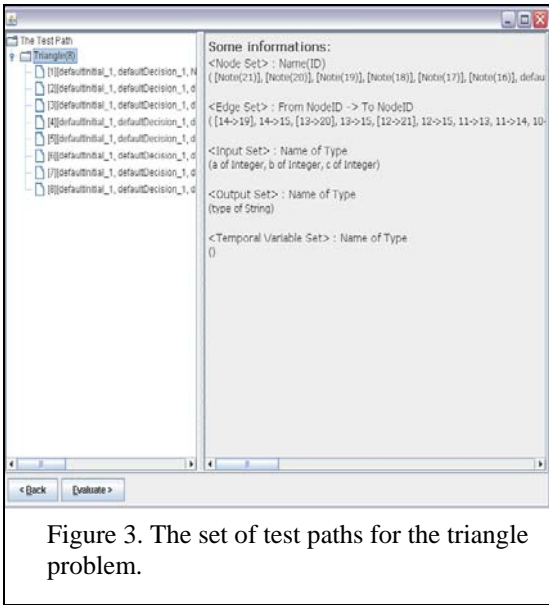 The Test Path
Triangle(8)
[1][defaultInitial_1, defaultDecision_1, N
[2][defaultInitial_1, defaultDecision_1, d
[3][defaultInitial_1, defaultDecision_1, d
[4][defaultInitial_1, defaultDecision_1, d
[5][defaultInitial_1, defaultDecision_1, d
[6][defaultInitial_1, defaultDecision_1, d
[7][defaultInitial_1, defaultDecision_1, d
[8][defaultInitial_1, defaultDecision_1, d
Some informations:
<Node Set> : Name(ID)
( [Note(21)], [Note(20)], [Note(19)], [Note(18)], [Note(17)], [Note(16)], defau
<Edge Set> : From NodeID -> To NodeID
( [14->19], 14->15, [13->20], 13->15, [12->21], 12->15, 11->13, 11->14, 10-
<Input Set> : Name of Type
(a of Integer, b of Integer, c of Integer)
<Output Set> : Name of Type
(type of String)
<Temporal Variable Set> : Name of Type
()
< Back
Evaluate >
Figure 3. The set of test paths for the triangle
problem.